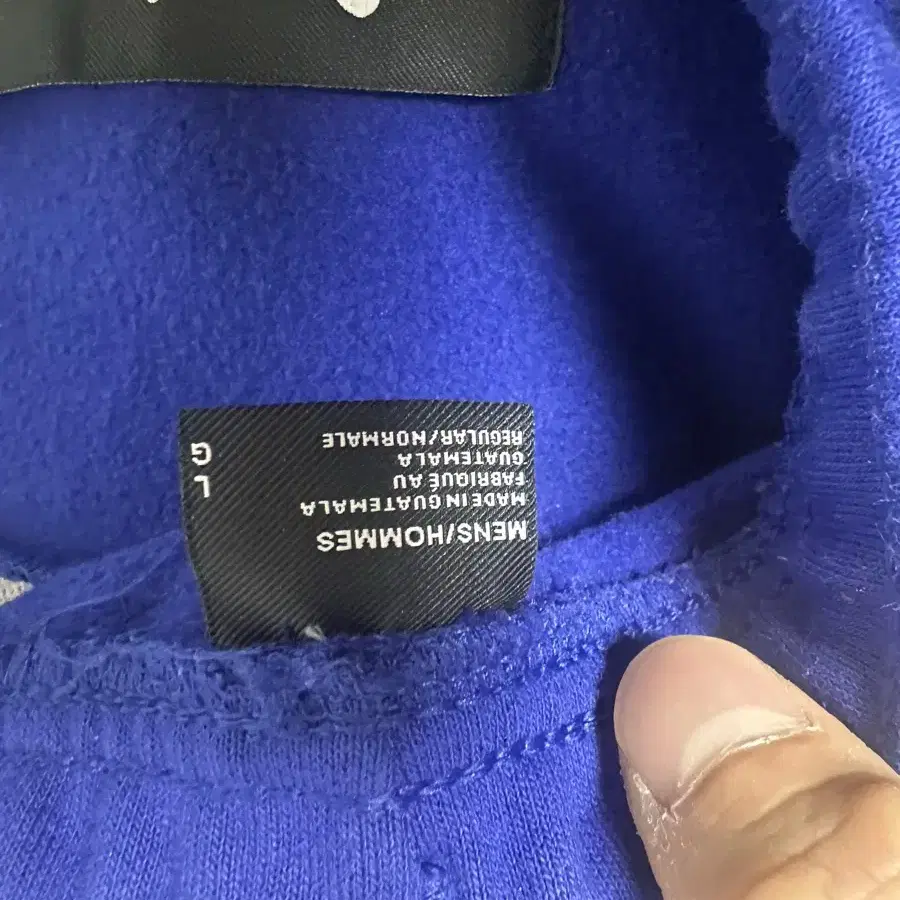 MENS/HOMMES
MADE IN GUATEMALA
FABRIQUÉ AU
GUATEMALA
REGULAR/NORMALE
L
G